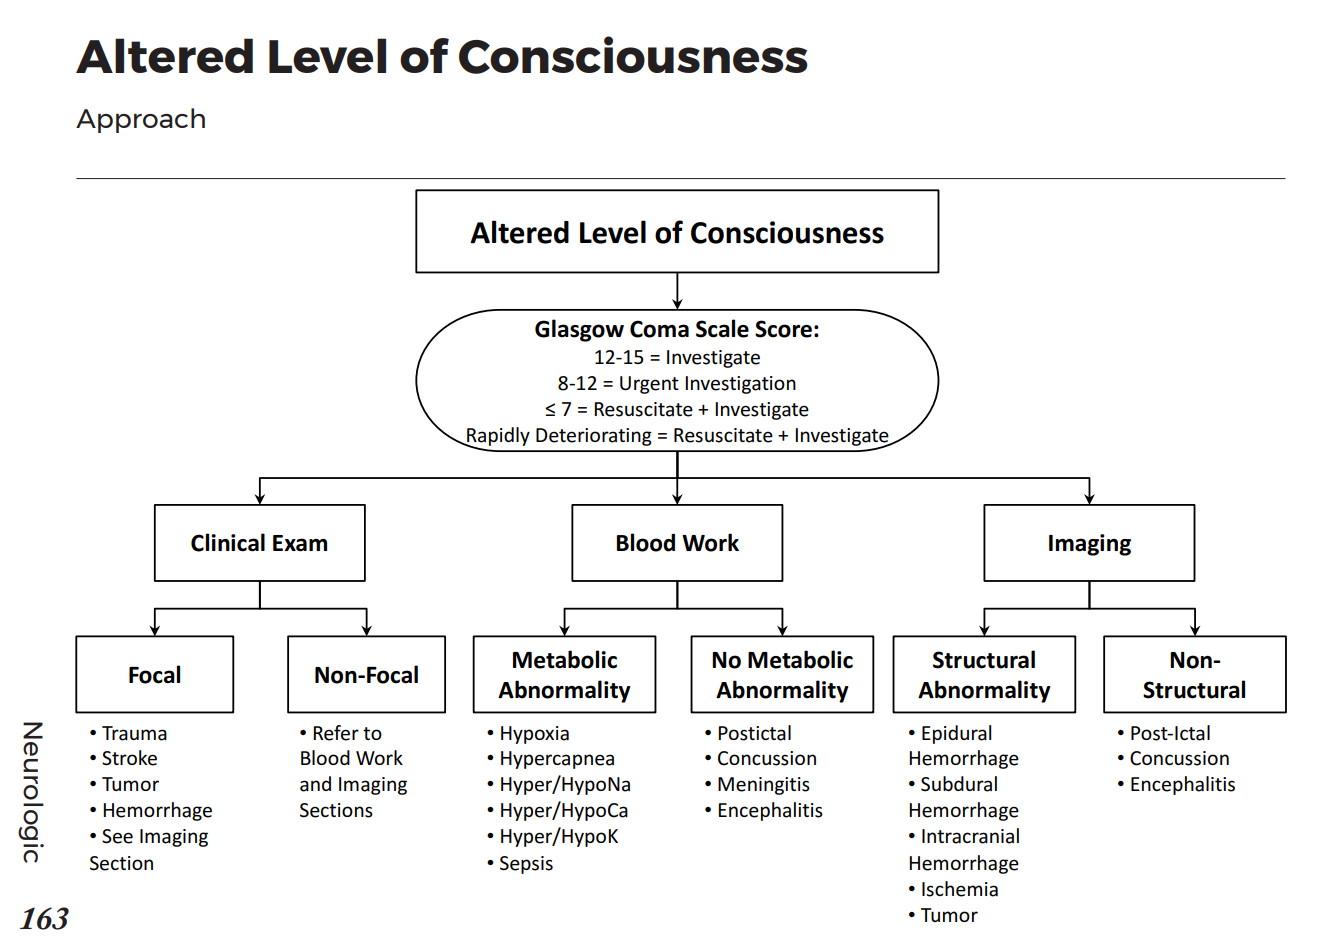 Altered Level of Consciousness
Approach
Altered Level of Consciousness
Glasgow Coma Scale Score:
12-15 = Investigate
8-12 = Urgent Investigation
≤ 7 = Resuscitate + Investigate
Rapidly Deteriorating = Resuscitate + Investigate
Clinical Exam
Blood Work
Imaging
Focal
• Trauma
• Stroke
• Tumor
• Hemorrhage
• See Imaging
Section
Non-Focal
• Refer to
Blood Work
and Imaging
Sections
Metabolic
Abnormality
• Hypoxia
• Hypercapnea
• Hyper/HypoNa
• Hyper/HypoCa
• Hyper/HypoK
• Sepsis
No Metabolic
Abnormality
• Postictal
• Concussion
• Meningitis
• Encephalitis
Structural
Abnormality
• Epidural
Hemorrhage
• Subdural
Hemorrhage
• Intracranial
Hemorrhage
• Ischemia
• Tumor
Non-
Structural
• Post-Ictal
• Concussion
• Encephalitis
Neurologic
163